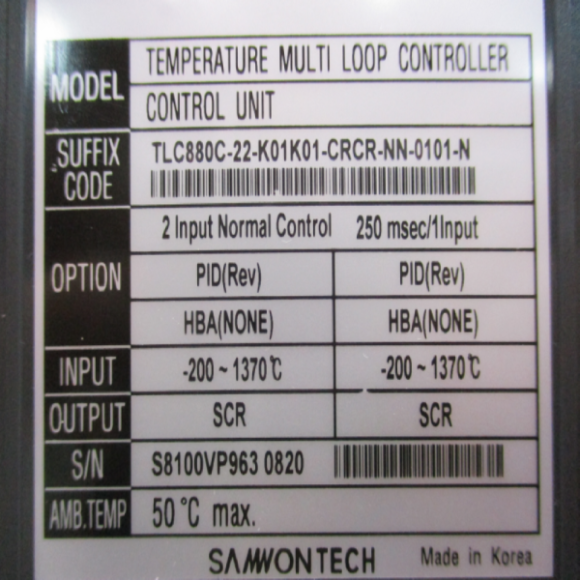 MODEL TEMPERATURE MULTI LOOP CONTROLLER
CONTROL UNIT
SUFFIX CODE TLC880C-22-K01K01-CRCR-NN-0101-N
OPTION 2 Input Normal Control 250 msec/1Input
PID(Rev) PID(Rev)
HBA(NONE) HBA(NONE)
INPUT -200 ~ 1370℃ -200 ~ 1370℃
OUTPUT SCR SCR
S/N S8100VP963 0820
AMB.TEMP 50 °C max.
SAMWONTECH Made in Korea